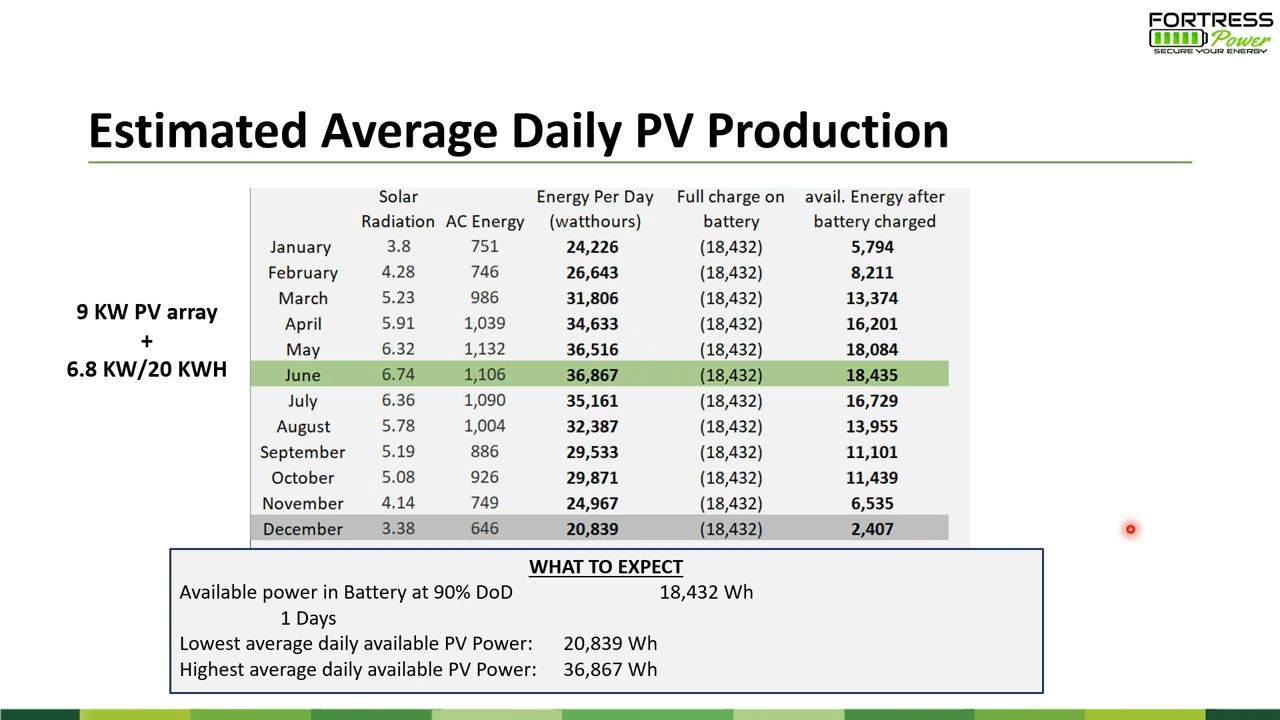 FORTRESS
Power
SECURE YOUR ENERGY
Estimated Average Daily PV Production
9 KW PV array
+
6.8 KW/20 KWH
Solar Radiation AC Energy Energy Per Day (watthours) Full charge on battery avail. Energy after battery charged
January 3.8 751 24,226 (18,432) 5,794
February 4.28 746 26,643 (18,432) 8,211
March 5.23 986 31,806 (18,432) 13,374
April 5.91 1,039 34,633 (18,432) 16,201
May 6.32 1,132 36,516 (18,432) 18,084
June 6.74 1,106 36,867 (18,432) 18,435
July 6.36 1,090 35,161 (18,432) 16,729
August 5.78 1,004 32,387 (18,432) 13,955
September 5.19 886 29,533 (18,432) 11,101
October 5.08 926 29,871 (18,432) 11,439
November 4.14 749 24,967 (18,432) 6,535
December 3.38 646 20,839 (18,432) 2,407
WHAT TO EXPECT
Available power in Battery at 90% DoD 18,432 Wh
1 Days
Lowest average daily available PV Power: 20,839 Wh
Highest average daily available PV Power: 36,867 Wh